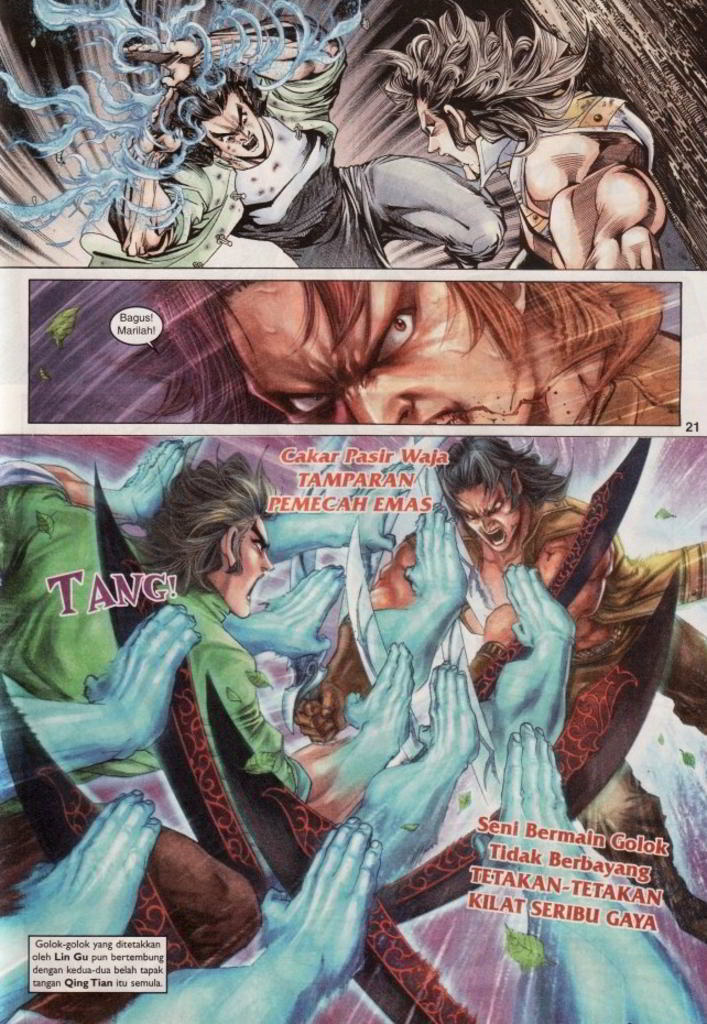 Bagus!
Marilah!
21
Cakar Pasir Waja
TAMPARAN
PEMECAH EMAS
TANG!
Seni Bermain Golok
Tidak Berbayang
TETAKAN-TETAKAN
KILAT SERIBU GAYA
Golok-golok yang ditetakkan
oleh Lin Gu pun bertembung
dengan kedua-dua belah tapak
tangan Qing Tian itu semula.